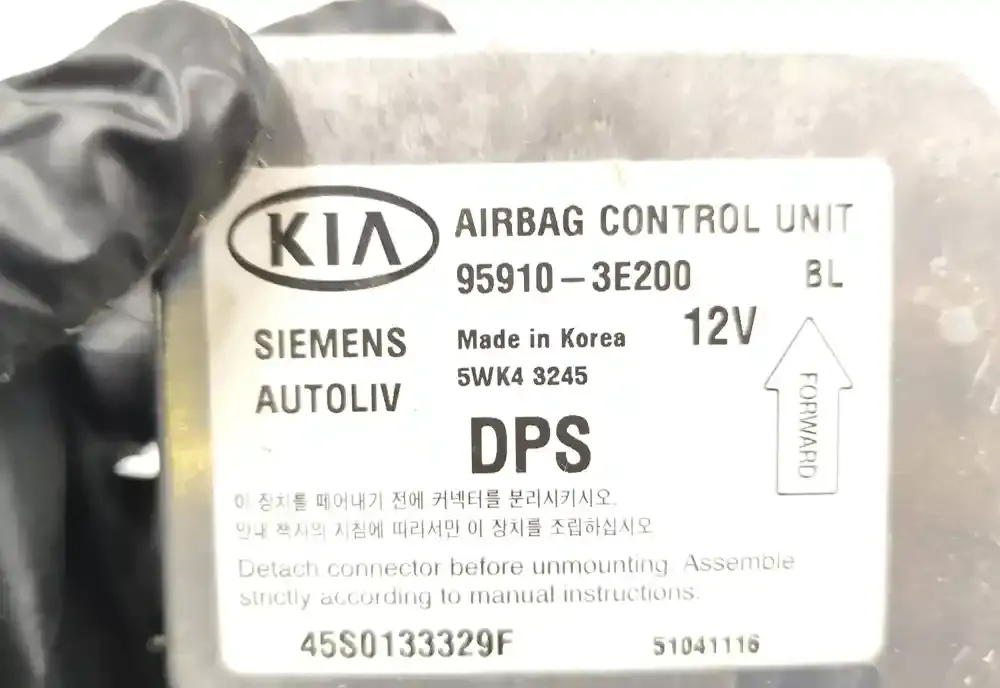 KIA
AIRBAG CONTROL UNIT
95910-3E200 BL
SIEMENS
AUTOLIV
Made in Korea 12V
5WK4 3245
FORWARD
DPS
이 장치를 떼어내기 전에 커넥터를 분리시키시오.
안내 책자의 지침에 따라서만 이 장치를 조립하십시오
Detach connector before unmounting. Assemble
strictly according to manual instructions.
45S0133329F 51041116